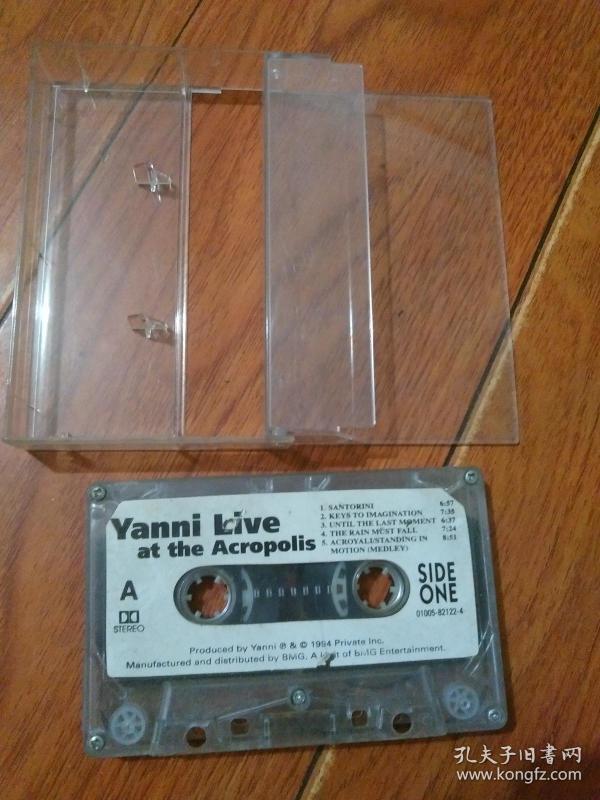 Yanni Live
at the Acropolis
1. SANTORINI 6:57
2. KEYS TO IMAGINATION 7:35
3. UNTIL THE LAST MOMENT 6:37
4. THE RAIN MUST FALL 7:24
5. ACROYALI/STANDING IN 8:51
MOTION (MEDLEY)
A
STEREO
SIDE
ONE
01005-82122-4
Produced by Yanni ℗ & © 1994 Private Inc.
Manufactured and distributed by BMG. A of BMG Entertainment.
孔夫子旧書网
www.kongfz.com